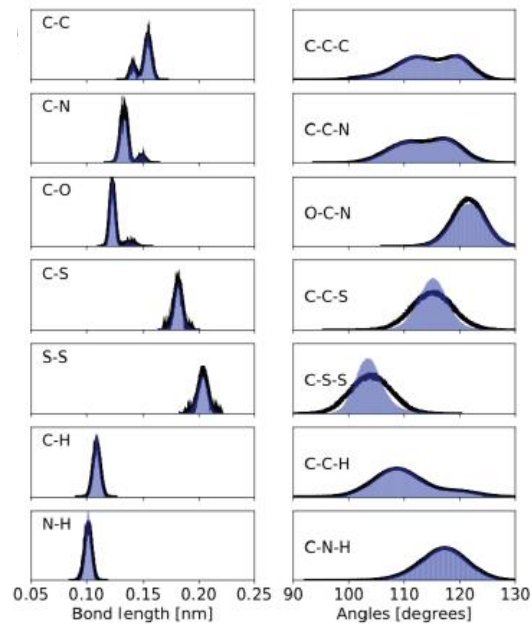 C-C
C-C-C
C-N
C-C-N
C-O
O-C-N
C-S
C-C-S
S-S
C-S-S
C-H
C-C-H
N-H
C-N-H
0.05 0.10 0.15 0.20 0.25 90 100 110 120 130
Bond length [nm] Angles [degrees]